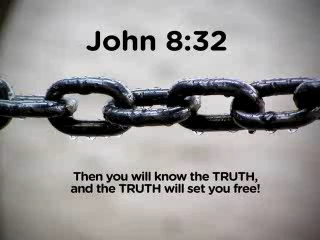 John 8:32
Then you will know the TRUTH,
and the TRUTH will set you free!